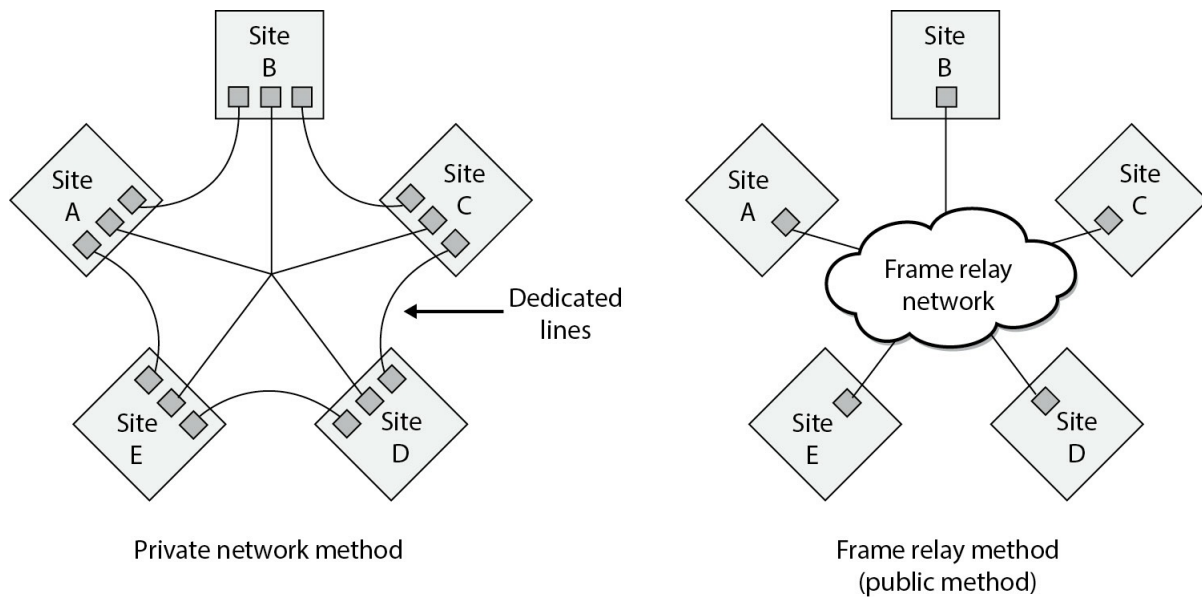 Site
B
Site
A
Site
C
Dedicated
lines
Site
E
Site
D
Private network method
Site
B
Site
A
Site
C
Frame relay
network
Site
E
Site
D
Frame relay method
(public method)